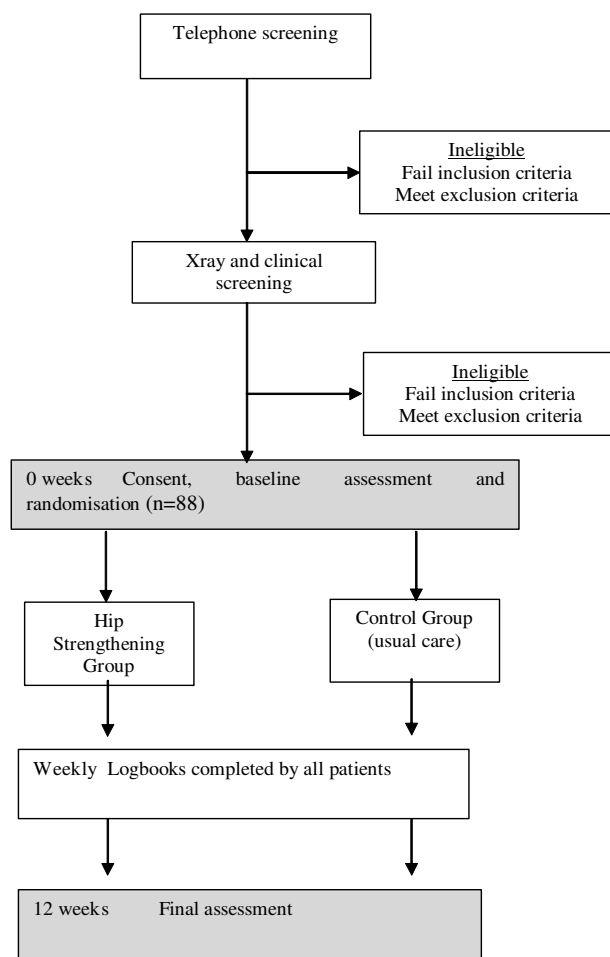 Telephone screening
Ineligible
Fail inclusion criteria
Meet exclusion criteria
Xray and clinical
screening
Ineligible
Fail inclusion criteria
Meet exclusion criteria
0 weeks Consent, baseline assessment and
randomisation (n=88)
Hip
Strengthening
Group
Control Group
(usual care)
Weekly Logbooks completed by all patients
12 weeks Final assessment